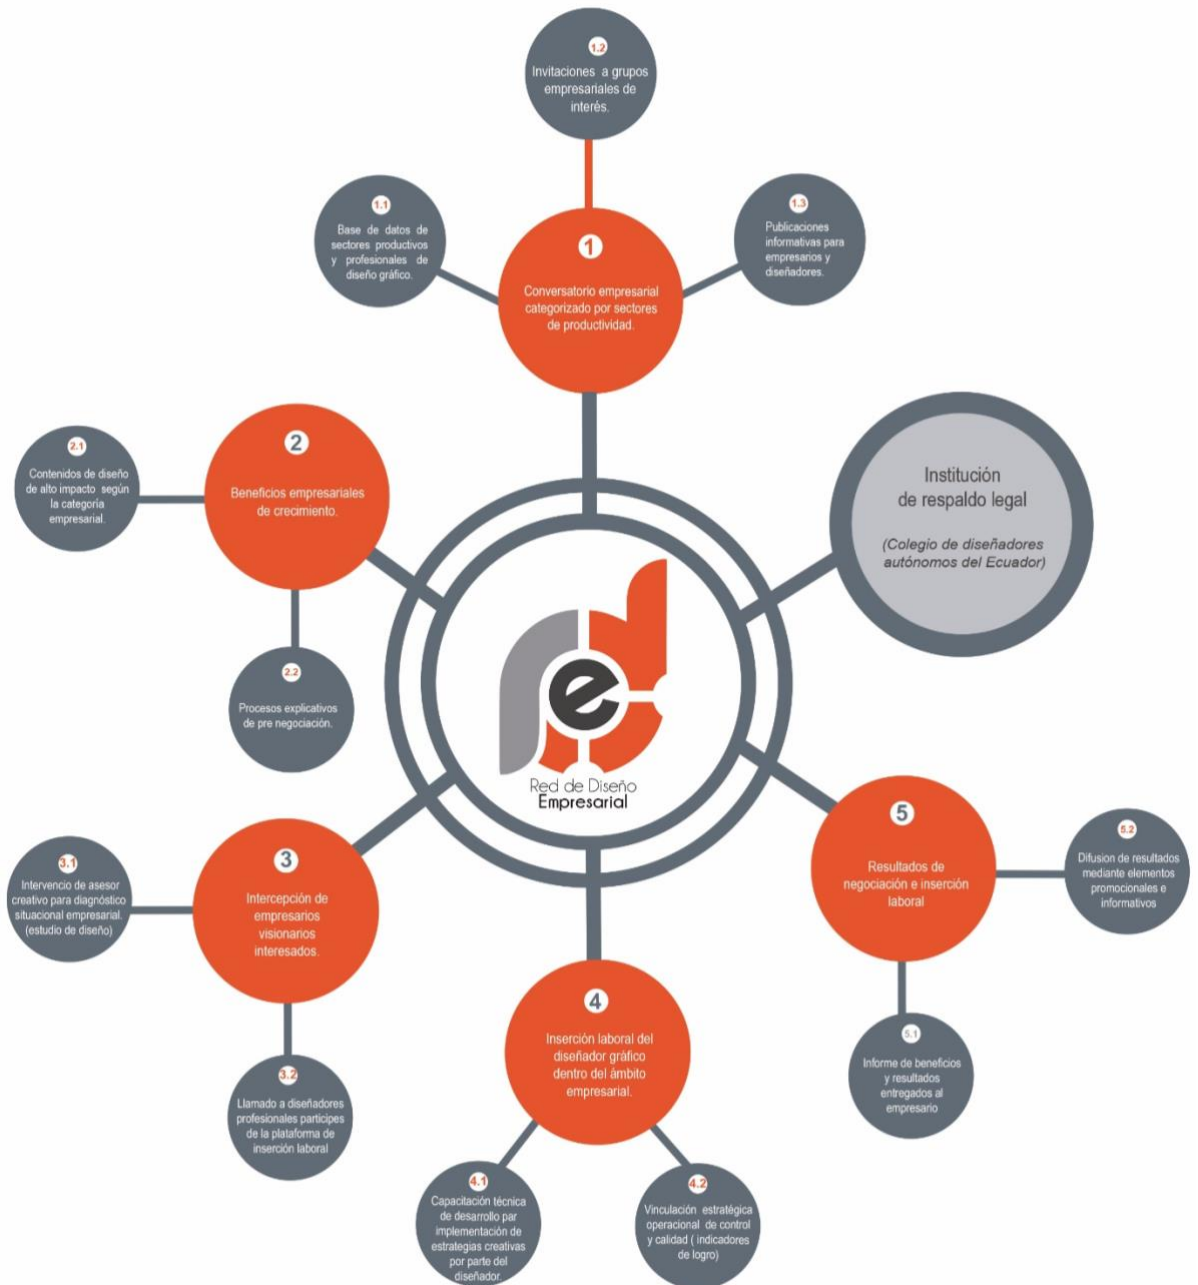 1.2
Invitaciones a grupos
empresariales de
interés.
1.1
Base de datos de
sectores productivos
y profesionales de
diseño gráfico.
1.3
Publicaciones
informativas para
empresarios y
diseñadores.
1
Conversatorio empresarial
categorizado por sectores
de productividad.
2
Beneficios empresariales
de crecimiento.
2.1
Contenidos de diseño
de alto impacto según
la categoría
empresarial.
2.2
Procesos explicativos
de pre negociación.
Institución
de respaldo legal
(Colegio de diseñadores
autónomos del Ecuador)
e
Red de Diseño
Empresarial
3
Intercepción de
empresarios
visionarios
interesados.
3.1
Intervencio de asesor
creativo para diagnóstico
situacional empresarial.
(estudio de diseño)
3.2
Llamado a diseñadores
profesionales participes
de la plataforma de
inserción laboral
4
Inserción laboral del
diseñador gráfico
dentro del ámbito
empresarial.
4.1
Capacitación técnica
de desarrollo par
implementación de
estrategias creativas
por parte del
diseñador.
4.2
Vinculación estratégica
operacional de control
y calidad ( indicadores
de logro)
5
Resultados de
negociación e inserción
laboral
5.2
Difusion de resultados
mediante elementos
promocionales e
informativos
5.1
Informe de beneficios
y resultados
entregados al
empresario